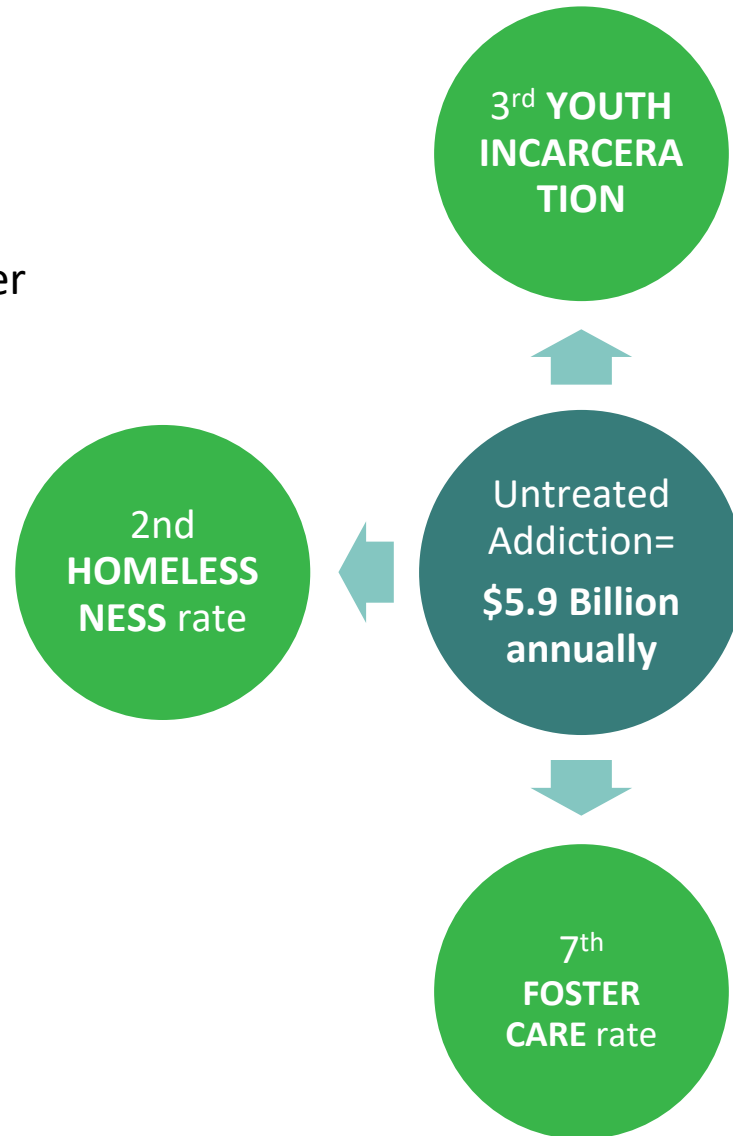 3rd YOUTH
INCARCERA
TION
er
2nd
HOMELESS
NESS rate
Untreated
Addiction=
$5.9 Billion
annually
7th
FOSTER
CARE rate